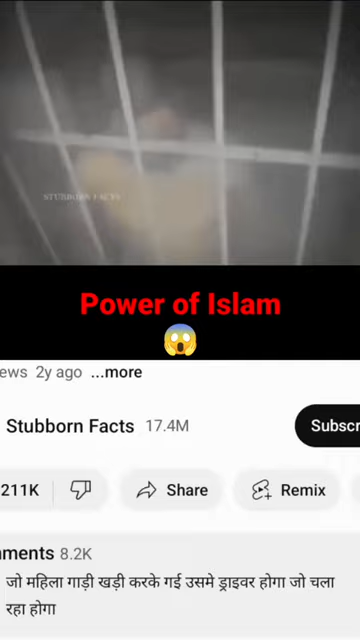 STUBBORN FACTS
Power of Islam
😱
ews 2y ago ...more
Stubborn Facts 17.4M
Subscr
211K
Share
Remix
nments 8.2K
जो महिला गाड़ी खड़ी करके गई उसमे ड्राइवर होगा जो चला
रहा होगा